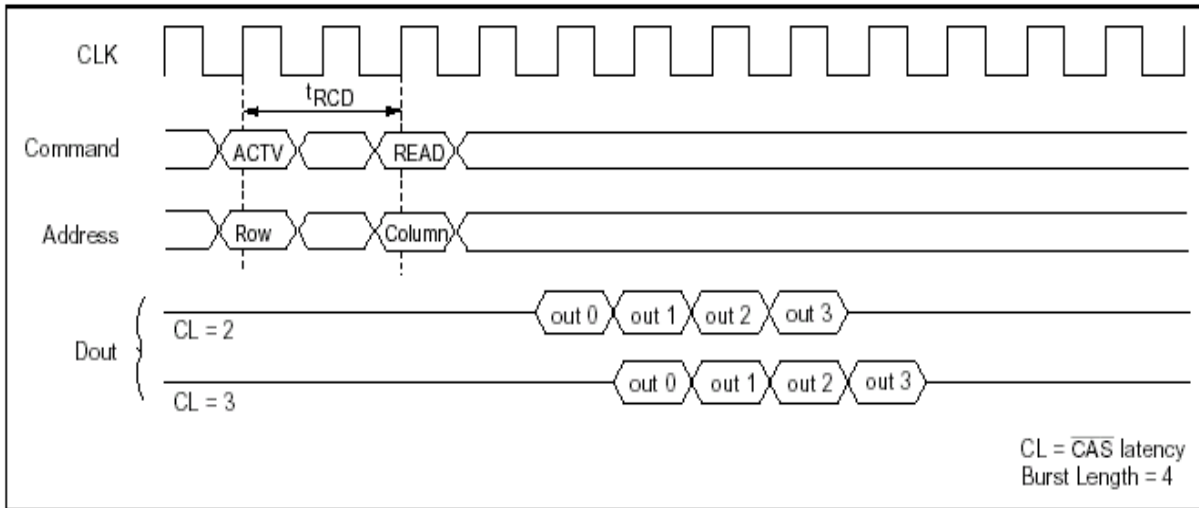 CLK
tRCD
Command
ACTV
READ
Address
Row
Column
Dout
CL = 2
out 0
out 1
out 2
out 3
CL = 3
out 0
out 1
out 2
out 3
CL = C̅A̅S̅ latency
Burst Length = 4